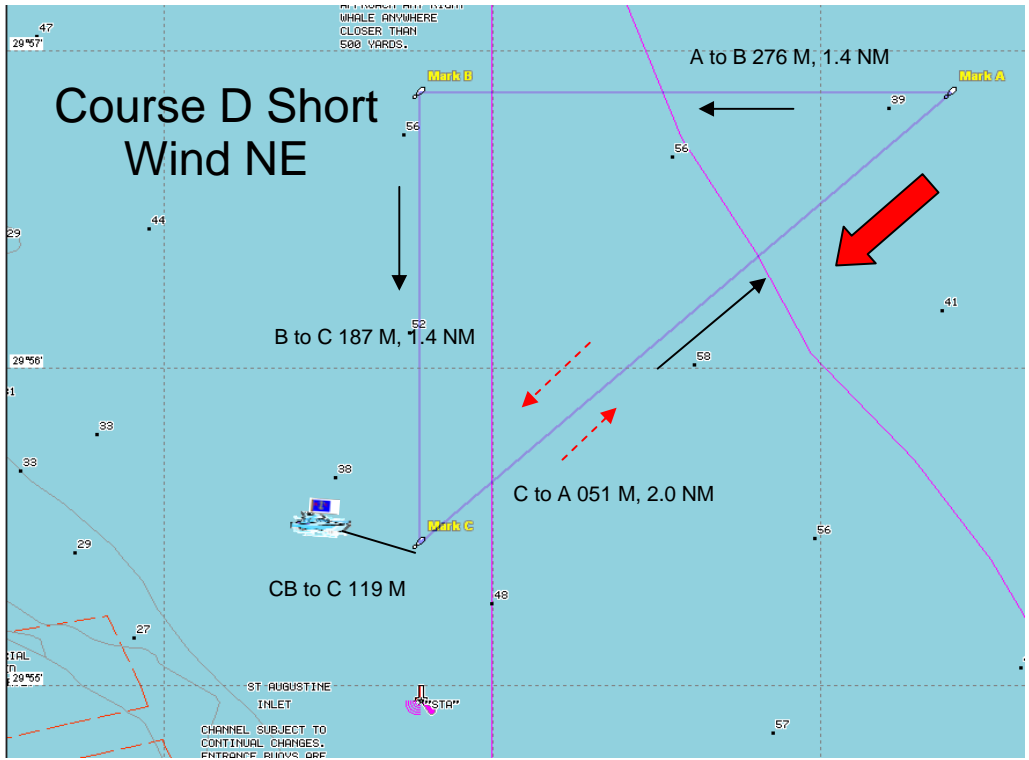 APPROACH ANY RIGHT
WHALE ANYWHERE
CLOSER THAN
500 YARDS.
47
29°57'
A to B 276 M, 1.4 NM
Mark B
Mark A
Course D Short
Wind NE
39
56
56
44
29
41
52
B to C 187 M, 1.4 NM
29°56'
58
33
33
38
C to A 051 M, 2.0 NM
Mark C
56
29
CB to C 119 M
48
27
29°55'
ST AUGUSTINE
INLET
"STA"
CHANNEL SUBJECT TO
CONTINUAL CHANGES.
ENTRANCE BUOYS ARE
57